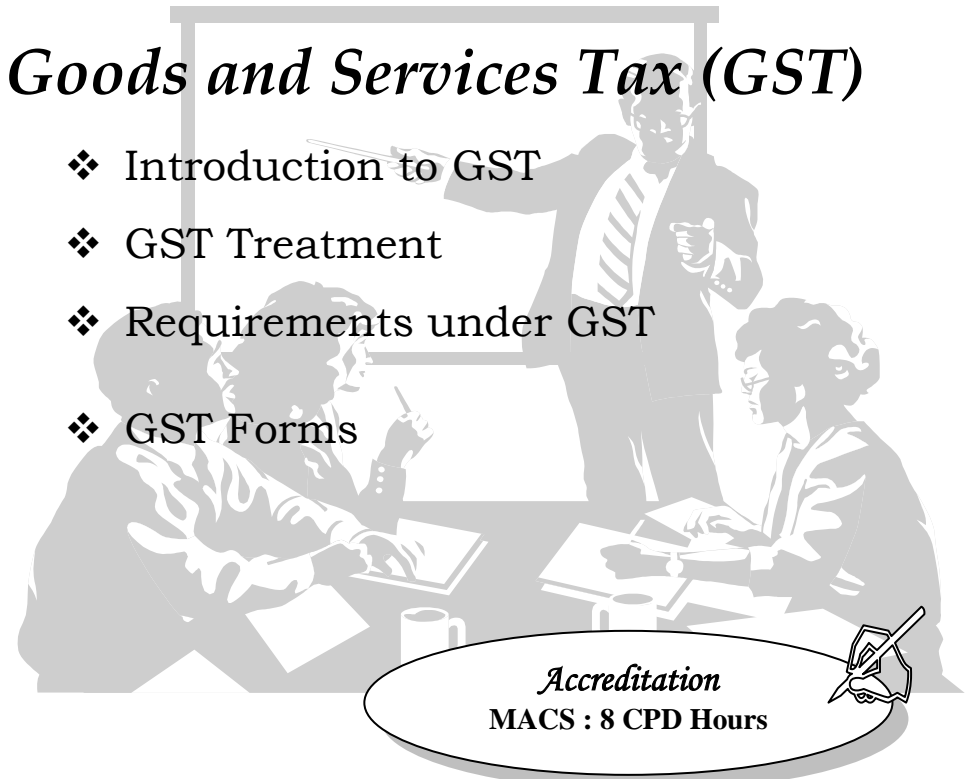 Goods and Services Tax (GST)
❖ Introduction to GST
❖ GST Treatment
❖ Requirements under GST
❖ GST Forms
Accreditation
MACS : 8 CPD Hours